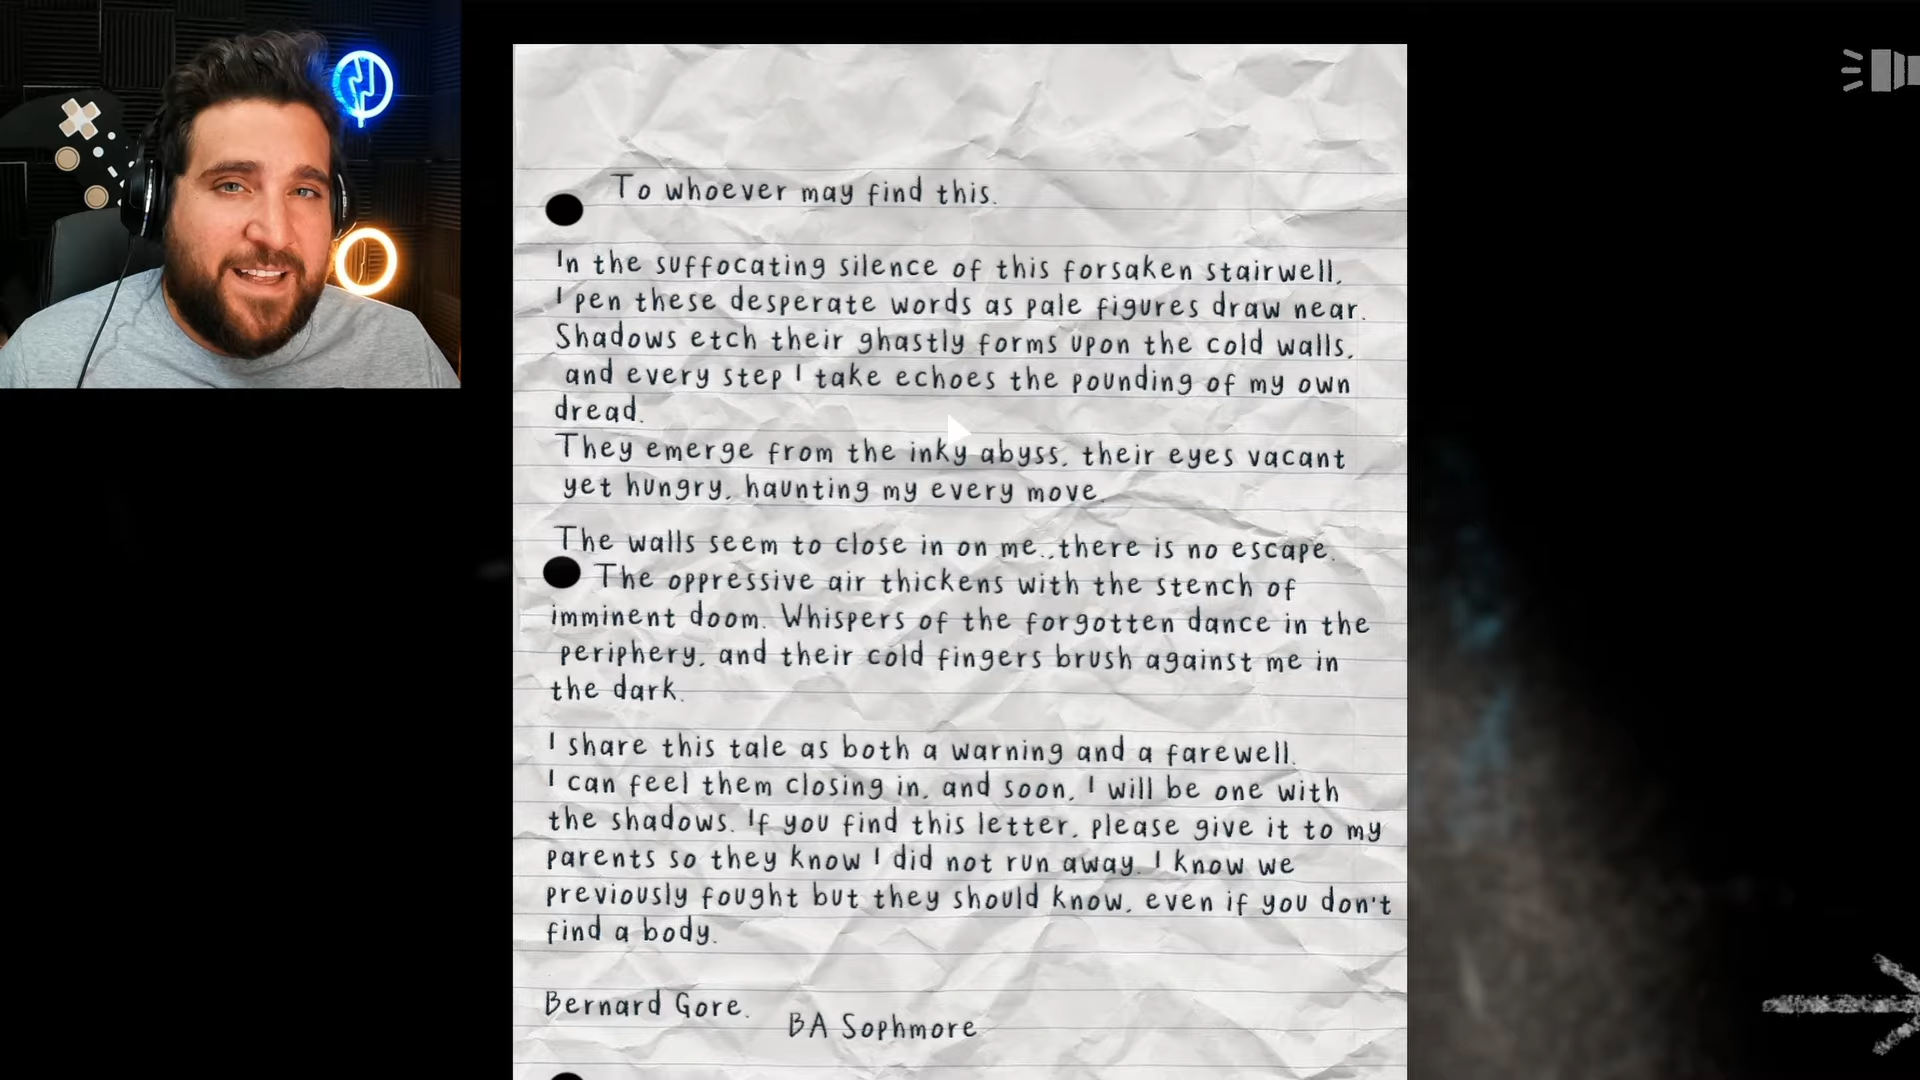 To whoever may find this.
In the suffocating silence of this forsaken stairwell,
I pen these desperate words as pale figures draw near.
Shadows etch their ghastly forms upon the cold walls,
and every step I take echoes the pounding of my own
dread.
They emerge from the inky abyss, their eyes vacant
yet hungry, haunting my every move.
The walls seem to close in on me..there is no escape.
The oppressive air thickens with the stench of
imminent doom. Whispers of the forgotten dance in the
periphery, and their cold fingers brush against me in
the dark.
I share this tale as both a warning and a farewell.
I can feel them closing in, and soon, I will be one with
the shadows. If you find this letter, please give it to my
parents so they know I did not run away. I know we
previously fought but they should know, even if you don't
find a body.
Bernard Gore.
BA Sophmore